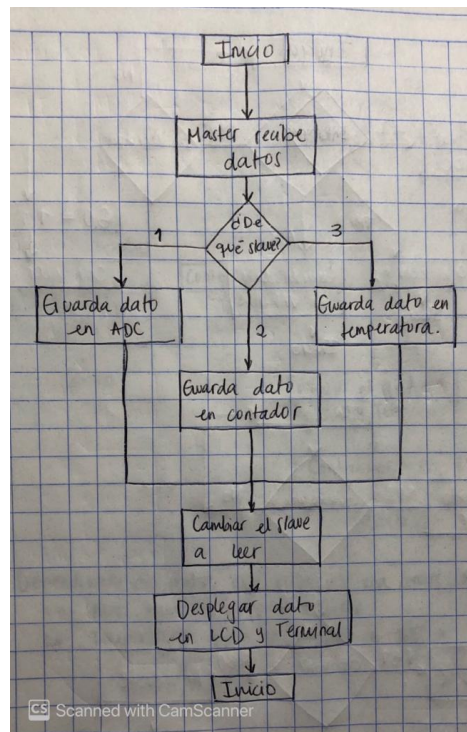 Inicio
Master recibe
datos
¿De
qué slave?
1
3
Guarda dato
en ADC
2
Guarda dato en
temperatura.
Guarda dato
en contador
Cambiar el slave
a leer
Desplegar dato
en LCD y Terminal
Inicio
CS Scanned with CamScanner